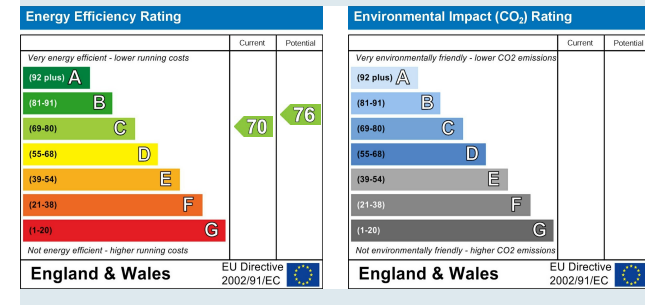 Energy Efficiency Rating
Current Potential
Very energy efficient - lower running costs
(92 plus) A
(81-91) B
(69-80) C
(55-68) D
(39-54) E
(21-38) F
(1-20) G
70
76
Not energy efficient - higher running costs
England & Wales
EU Directive
2002/91/EC
Environmental Impact (CO₂) Rating
Current Potential
Very environmentally friendly - lower CO2 emissions
(92 plus) A
(81-91) B
(69-80) C
(55-68) D
(39-54) E
(21-38) F
(1-20) G
Not environmentally friendly - higher CO2 emissions
England & Wales
EU Directive
2002/91/EC